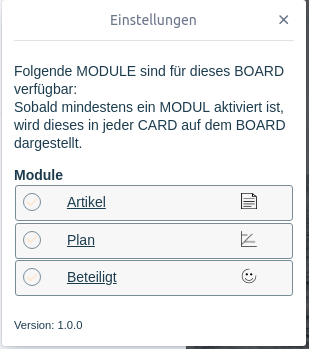 Einstellungen
Folgende MODULE sind für dieses BOARD
verfügbar:
Sobald mindestens ein MODUL aktiviert ist,
wird dieses in jeder CARD auf dem BOARD
dargestellt.
Module
Artikel
Plan
Beteiligt
Version: 1.0.0